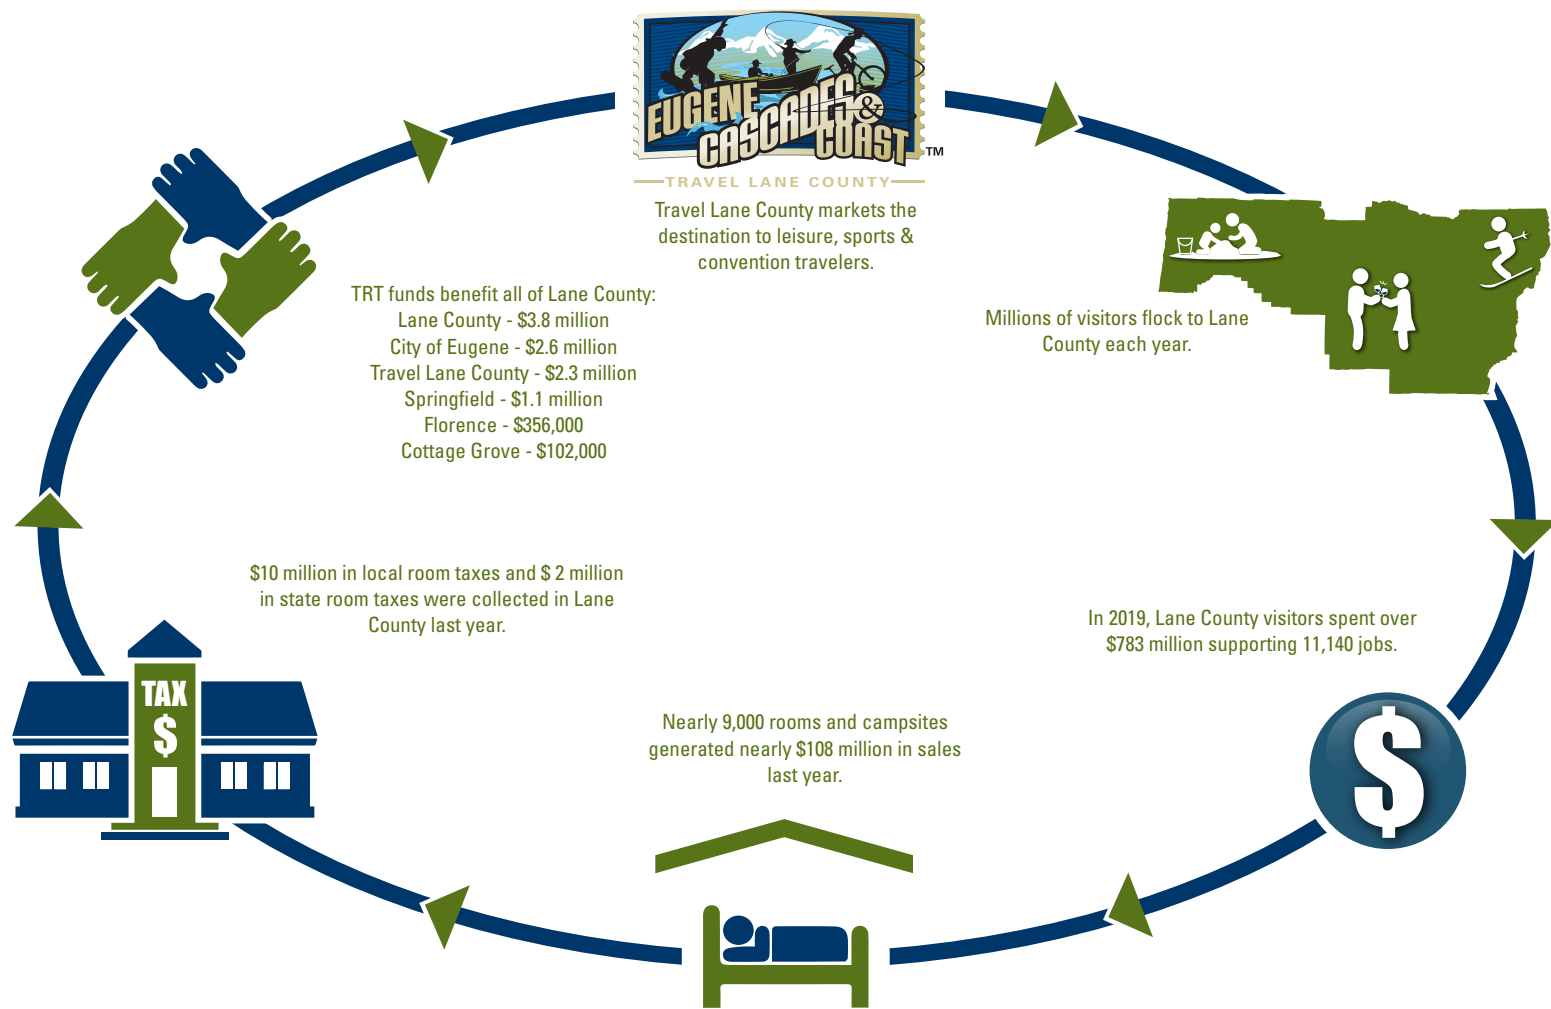 EUGENE
CASCADES &
COAST
TM
TRAVEL LANE COUNTY
Travel Lane County markets the
destination to leisure, sports &
convention travelers.
Millions of visitors flock to Lane
County each year.
In 2019, Lane County visitors spent over
$783 million supporting 11,140 jobs.
$
Nearly 9,000 rooms and campsites
generated nearly $108 million in sales
last year.
$10 million in local room taxes and $ 2 million
in state room taxes were collected in Lane
County last year.
TAX
$
TRT funds benefit all of Lane County:
Lane County - $3.8 million
City of Eugene - $2.6 million
Travel Lane County - $2.3 million
Springfield - $1.1 million
Florence - $356,000
Cottage Grove - $102,000